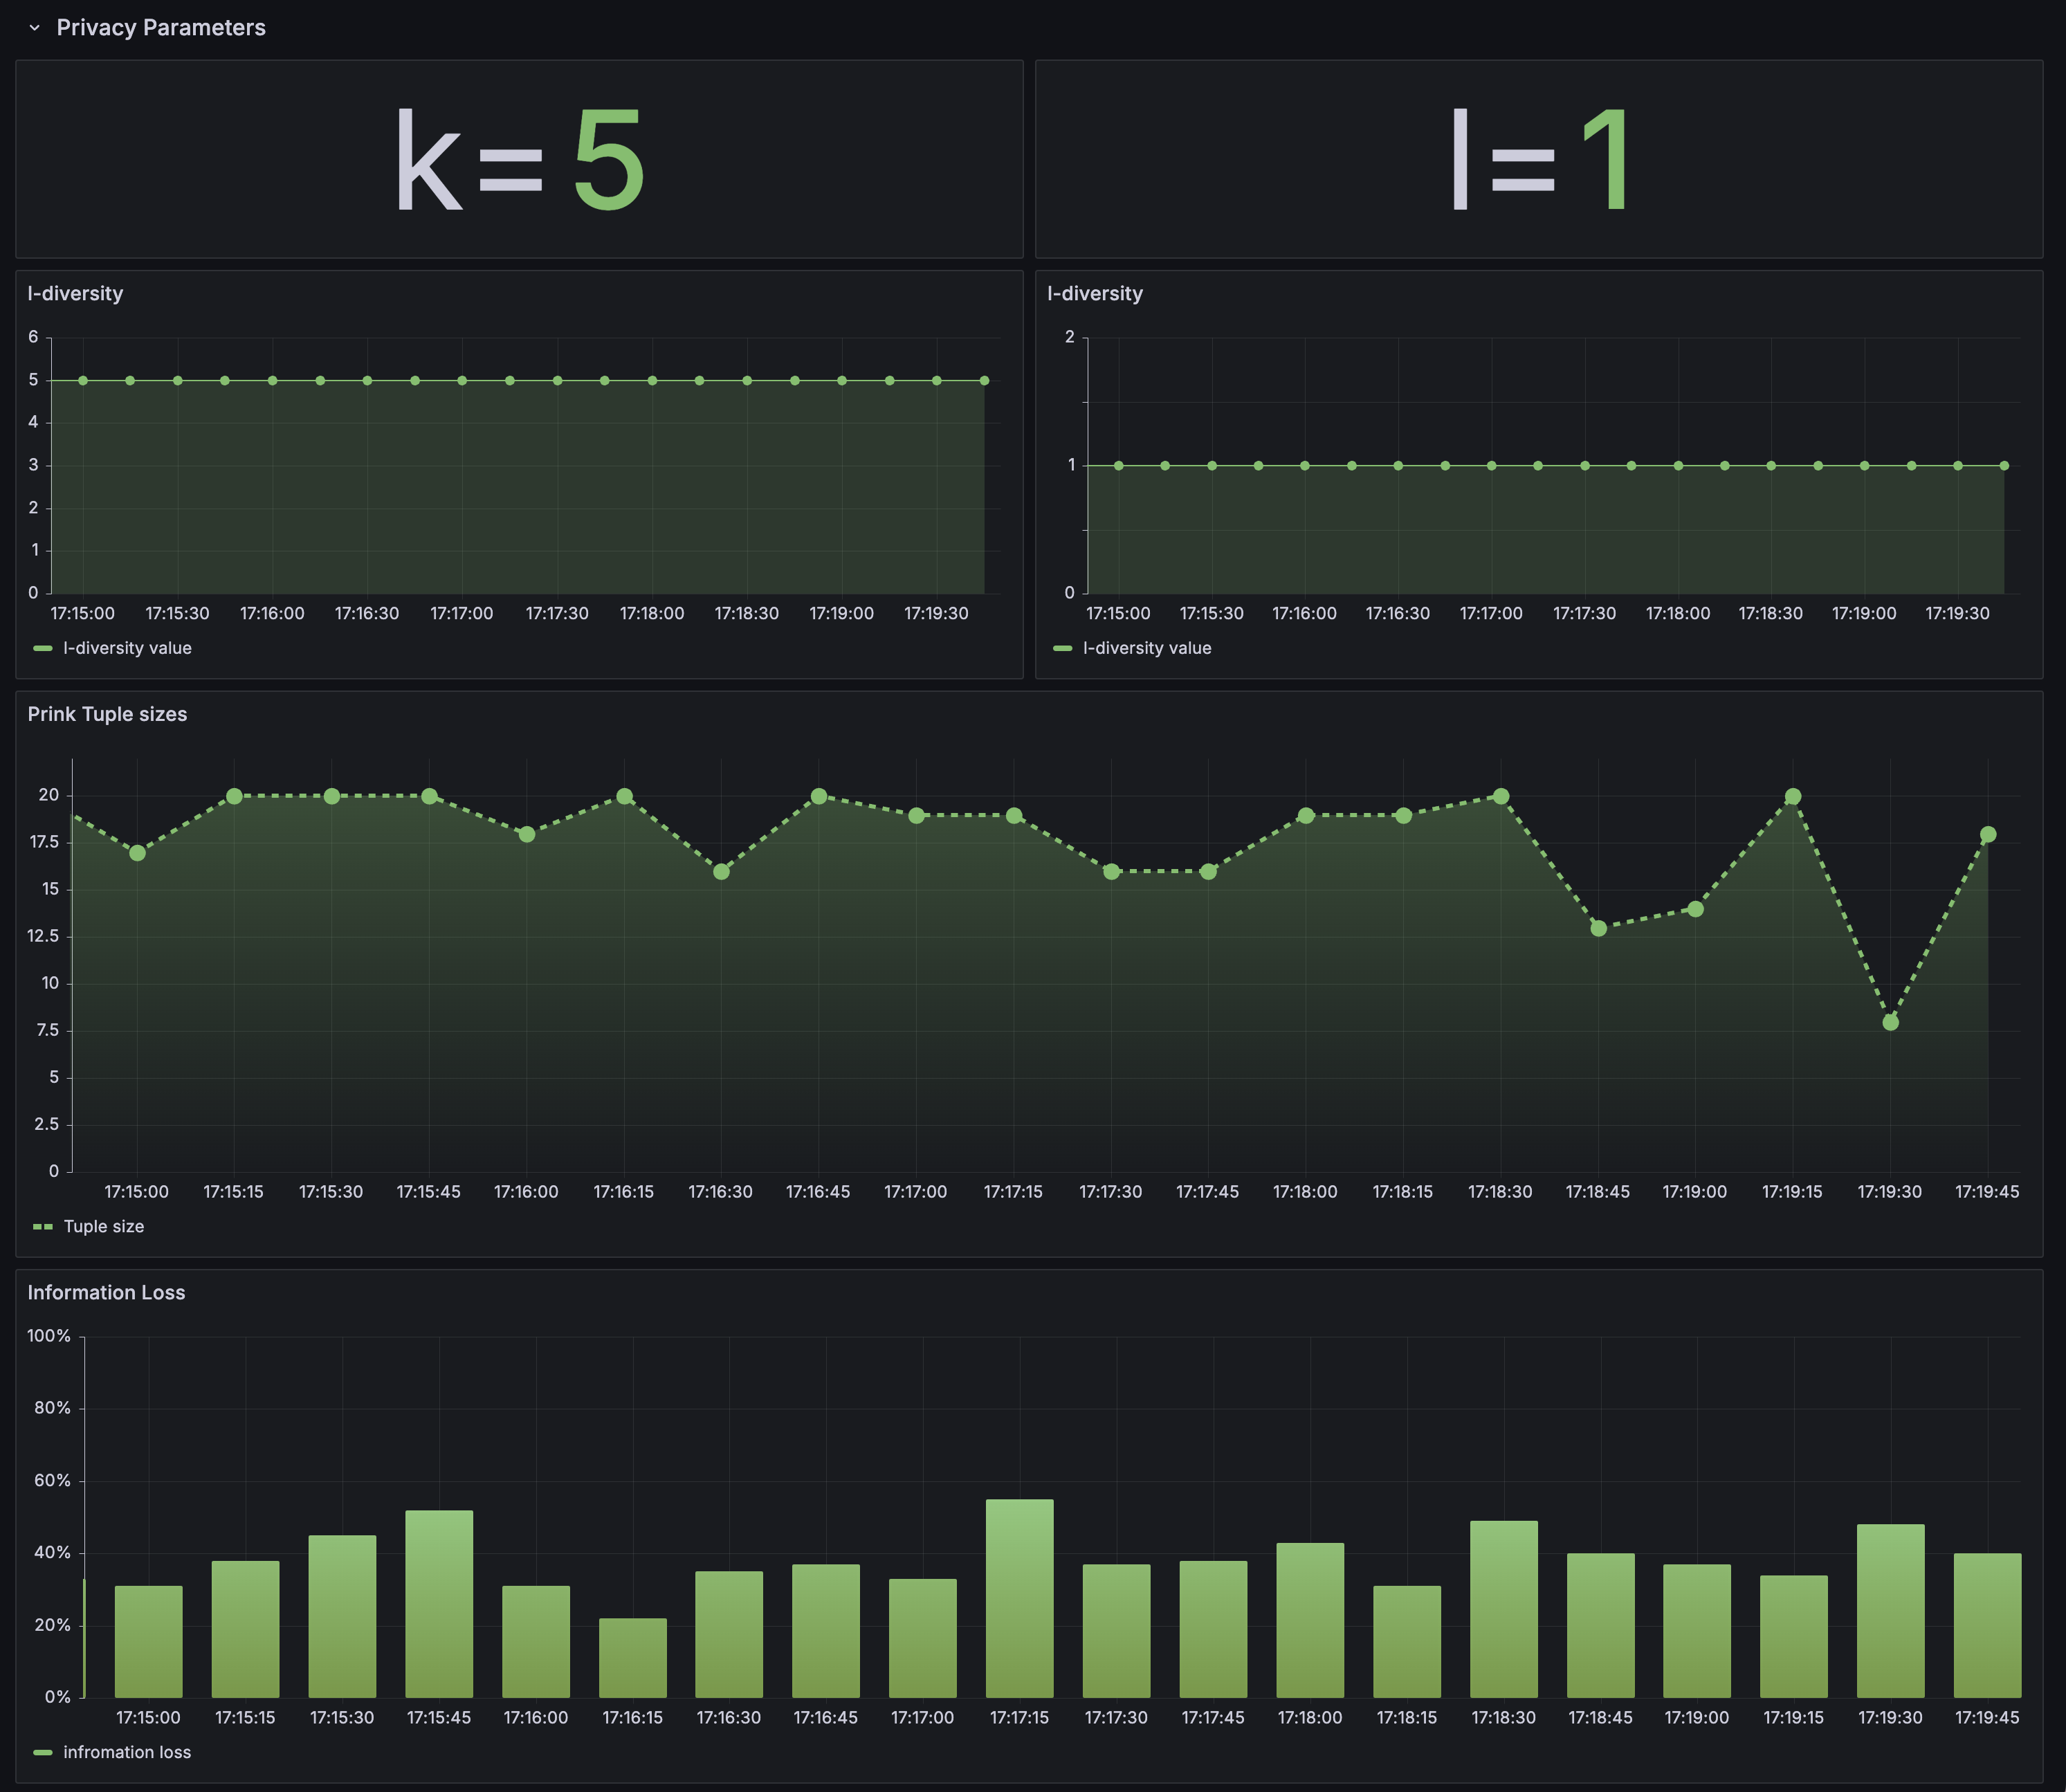 Privacy Parameters
k=5
l=1
l-diversity
6
5
4
3
2
1
0
17:15:00 17:15:30 17:16:00 17:16:30 17:17:00 17:17:30 17:18:00 17:18:30 17:19:00 17:19:30
l-diversity value
l-diversity
2
1
0
17:15:00 17:15:30 17:16:00 17:16:30 17:17:00 17:17:30 17:18:00 17:18:30 17:19:00 17:19:30
l-diversity value
Prink Tuple sizes
20
17.5
15
12.5
10
7.5
5
2.5
0
17:15:00 17:15:15 17:15:30 17:15:45 17:16:00 17:16:15 17:16:30 17:16:45 17:17:00 17:17:15 17:17:30 17:17:45 17:18:00 17:18:15 17:18:30 17:18:45 17:19:00 17:19:15 17:19:30 17:19:45
Tuple size
Information Loss
100%
80%
60%
40%
20%
0%
17:15:00 17:15:15 17:15:30 17:15:45 17:16:00 17:16:15 17:16:30 17:16:45 17:17:00 17:17:15 17:17:30 17:17:45 17:18:00 17:18:15 17:18:30 17:18:45 17:19:00 17:19:15 17:19:30 17:19:45
infromation loss